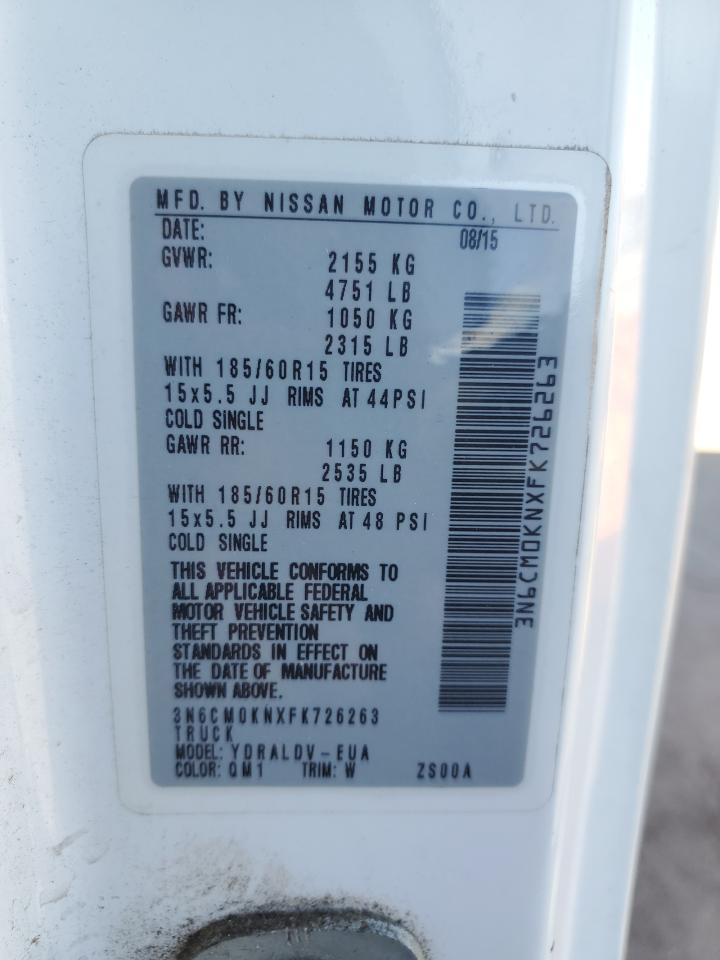 MFD. BY NISSAN MOTOR CO., LTD.
DATE: 08/15
GVWR: 2155 KG
4751 LB
GAWR FR: 1050 KG
2315 LB
WITH 185/60R15 TIRES
15x5.5 JJ RIMS AT 44PSI
COLD SINGLE
GAWR RR: 1150 KG
2535 LB
WITH 185/60R15 TIRES
15x5.5 JJ RIMS AT 48 PSI
COLD SINGLE
THIS VEHICLE CONFORMS TO
ALL APPLICABLE FEDERAL
MOTOR VEHICLE SAFETY AND
THEFT PREVENTION
STANDARDS IN EFFECT ON
THE DATE OF MANUFACTURE
SHOWN ABOVE.
3N6CM0KNXFK726263
TRUCK
MODEL: YDRALDV-EUA
COLOR: QM1 TRIM: W ZS00A
3N6CM0KNXFK726263